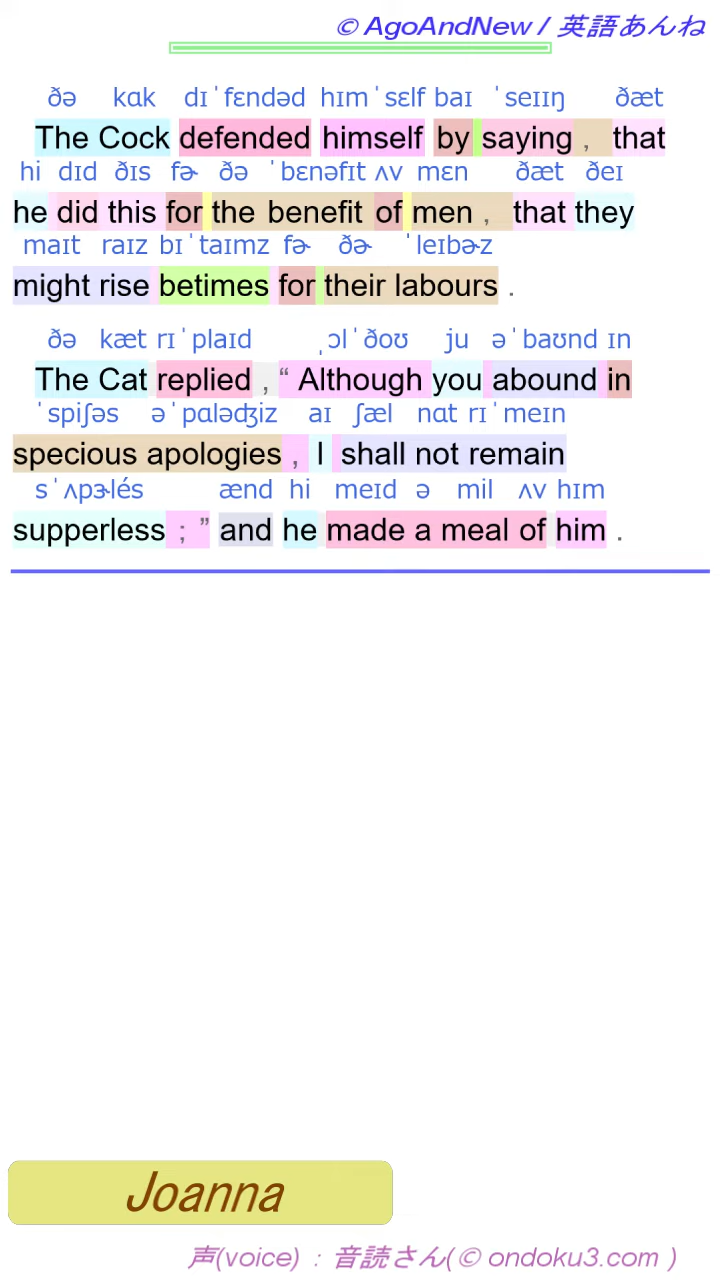 © AgoAndNew / 英語あんね
ðə kɑk dɪˈfɛndəd hɪmˈsɛlf baɪ ˈseɪɪŋ ðæt
The Cock defended himself by saying , that
hi dɪd ðɪs fɚ ðə ˈbɛnəfɪt ʌv mɛn ðæt ðeɪ
he did this for the benefit of men , that they
maɪt raɪz bɪˈtaɪmz fɚ ðɚ ˈleɪbɚz
might rise betimes for their labours .
ðə kæt rɪˈplaɪd ˌɔlˈðoʊ ju əˈbaʊnd ɪn
The Cat replied , “ Although you abound in
ˈspiʃəs əˈpɑləʤiz aɪ ʃæl nɑt rɪˈmeɪn
specious apologies , I shall not remain
sˈʌpɝlés ænd hi meɪd ə mil ʌv hɪm
supperless ; ” and he made a meal of him .
Joanna
声(voice) : 音読さん(© ondoku3.com )